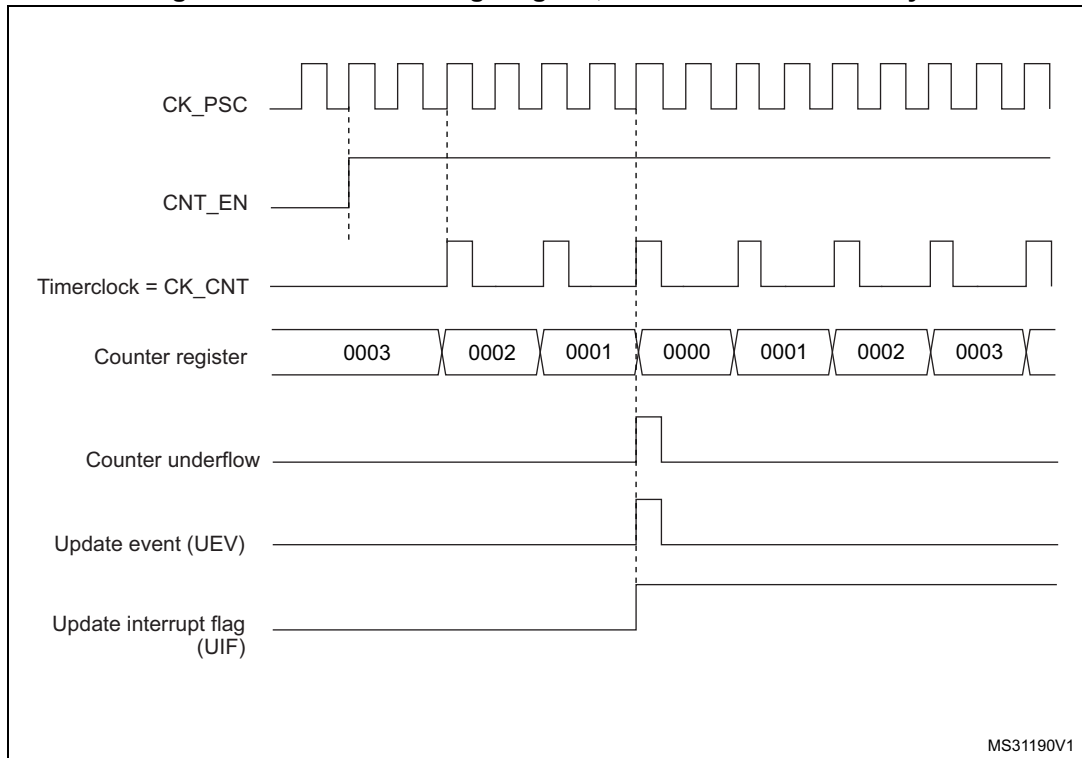 CK_PSC
CNT_EN
Timerclock = CK_CNT
Counter register
0003 0002 0001 0000 0001 0002 0003
Counter underflow
Update event (UEV)
Update interrupt flag
(UIF)
MS31190V1